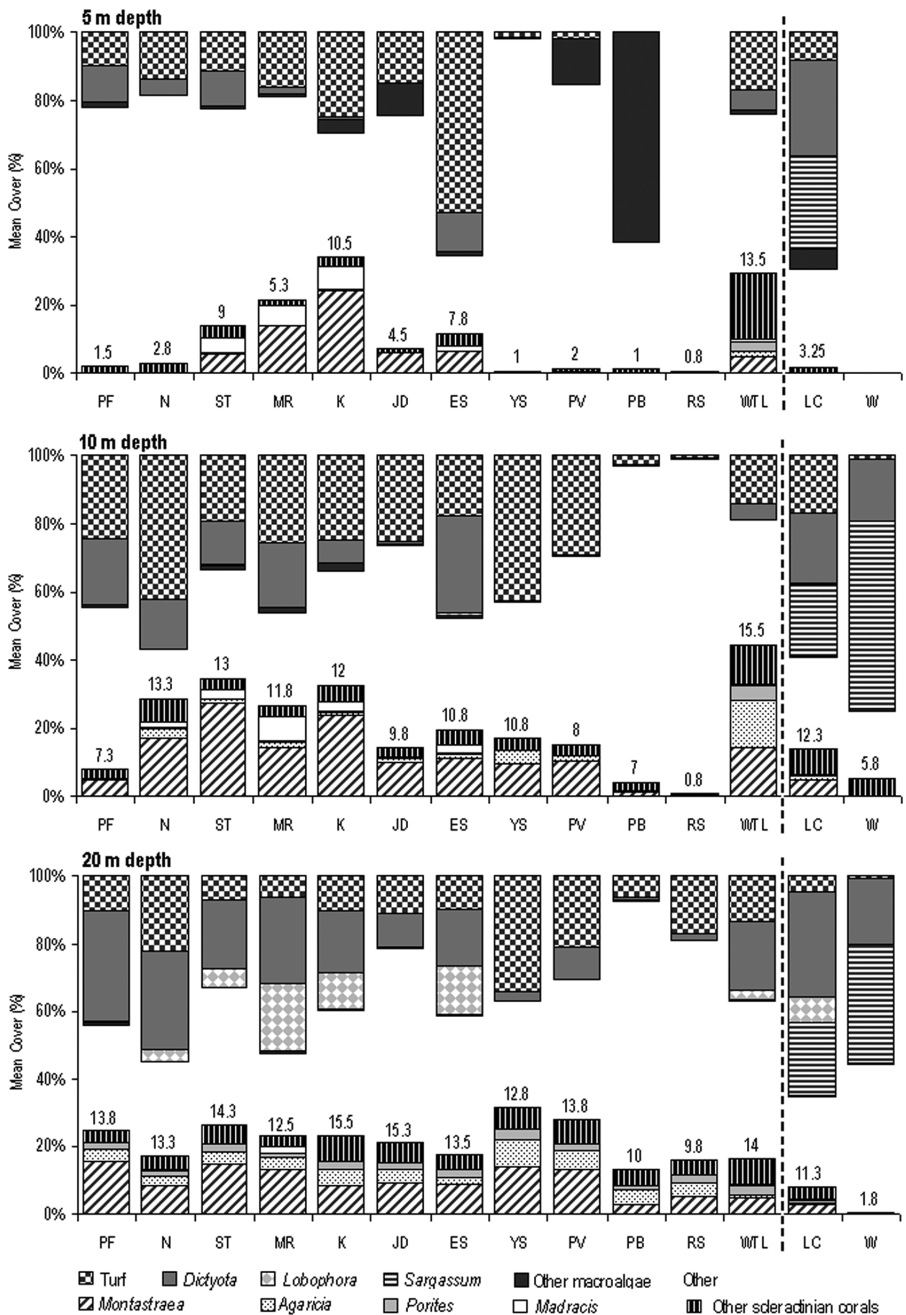 5 m depth
100%
80%
60%
40%
20%
0%
Mean Cover (%)
1.5 2.8 9 5.3 10.5 4.5 7.8 1 2 1 0.8 13.5 3.25
PF N ST MR K JD ES YS PV PB RS WTL LC W
10 m depth
100%
80%
60%
40%
20%
0%
Mean Cover (%)
7.3 13.3 13 11.8 12 9.8 10.8 10.8 8 7 0.8 15.5 12.3 5.8
PF N ST MR K JD ES YS PV PB RS WTL LC W
20 m depth
100%
80%
60%
40%
20%
0%
Mean Cover (%)
13.8 13.3 14.3 12.5 15.5 15.3 13.5 12.8 13.8 10 9.8 14 11.3 1.8
PF N ST MR K JD ES YS PV PB RS WTL LC W
Turf Dictyota Lobophora Sargassum Other macroalgae Other
Montastraea Agaricia Porites Madracis Other scleractinian corals